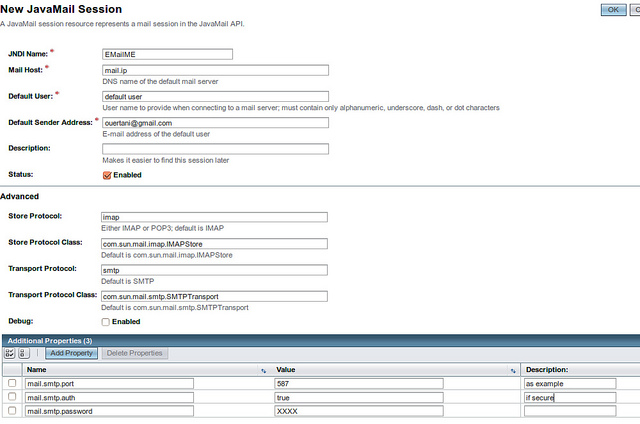 New JavaMail Session
OK
A JavaMail session resource represents a mail session in the JavaMail API.
JNDI Name: * EMailME
Mail Host: * mail.ip
DNS name of the default mail server
Default User: * default user
User name to provide when connecting to a mail server; must contain only alphanumeric, underscore, dash, or dot characters
Default Sender Address: * ouertani@gmail.com
E-mail address of the default user
Description:
Makes it easier to find this session later
Status: Enabled
Advanced
Store Protocol: imap
Either IMAP or POP3; default is IMAP
Store Protocol Class: com.sun.mail.imap.IMAPStore
Default is com.sun.mail.imap.IMAPStore
Transport Protocol: smtp
Default is SMTP
Transport Protocol Class: com.sun.mail.smtp.SMTPTransport
Default is com.sun.mail.smtp.SMTPTransport
Debug: Enabled
Additional Properties (3)
Add Property Delete Properties
Name Value Description:
mail.smtp.port 587 as example
mail.smtp.auth true if secure
mail.smtp.password XXXX